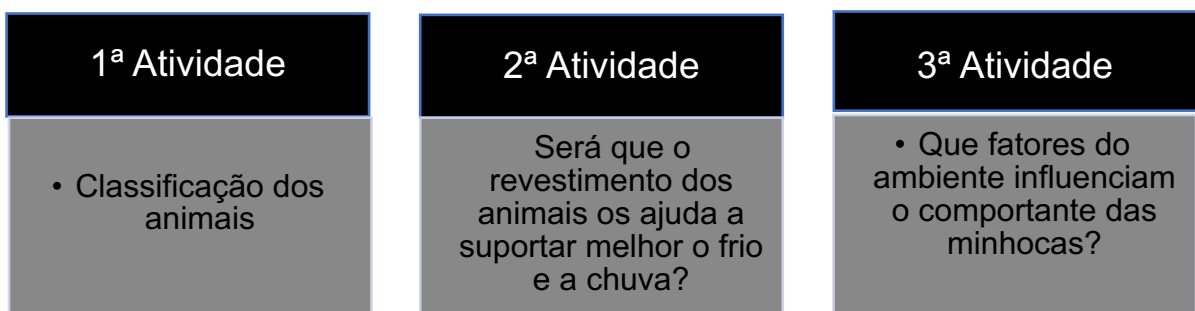 1ª Atividade
• Classificação dos
animais
2ª Atividade
Será que o
revestimento dos
animais os ajuda a
suportar melhor o frio
e a chuva?
3ª Atividade
• Que fatores do
ambiente influenciam
o comportante das
minhocas?